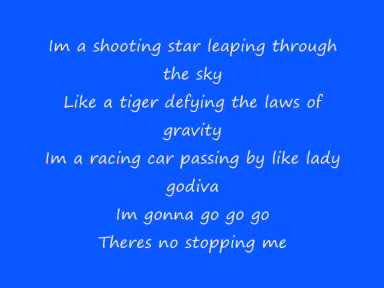 Im a shooting star leaping through
the sky
Like a tiger defying the laws of
gravity
Im a racing car passing by like lady
godiva
Im gonna go go go
Theres no stopping me